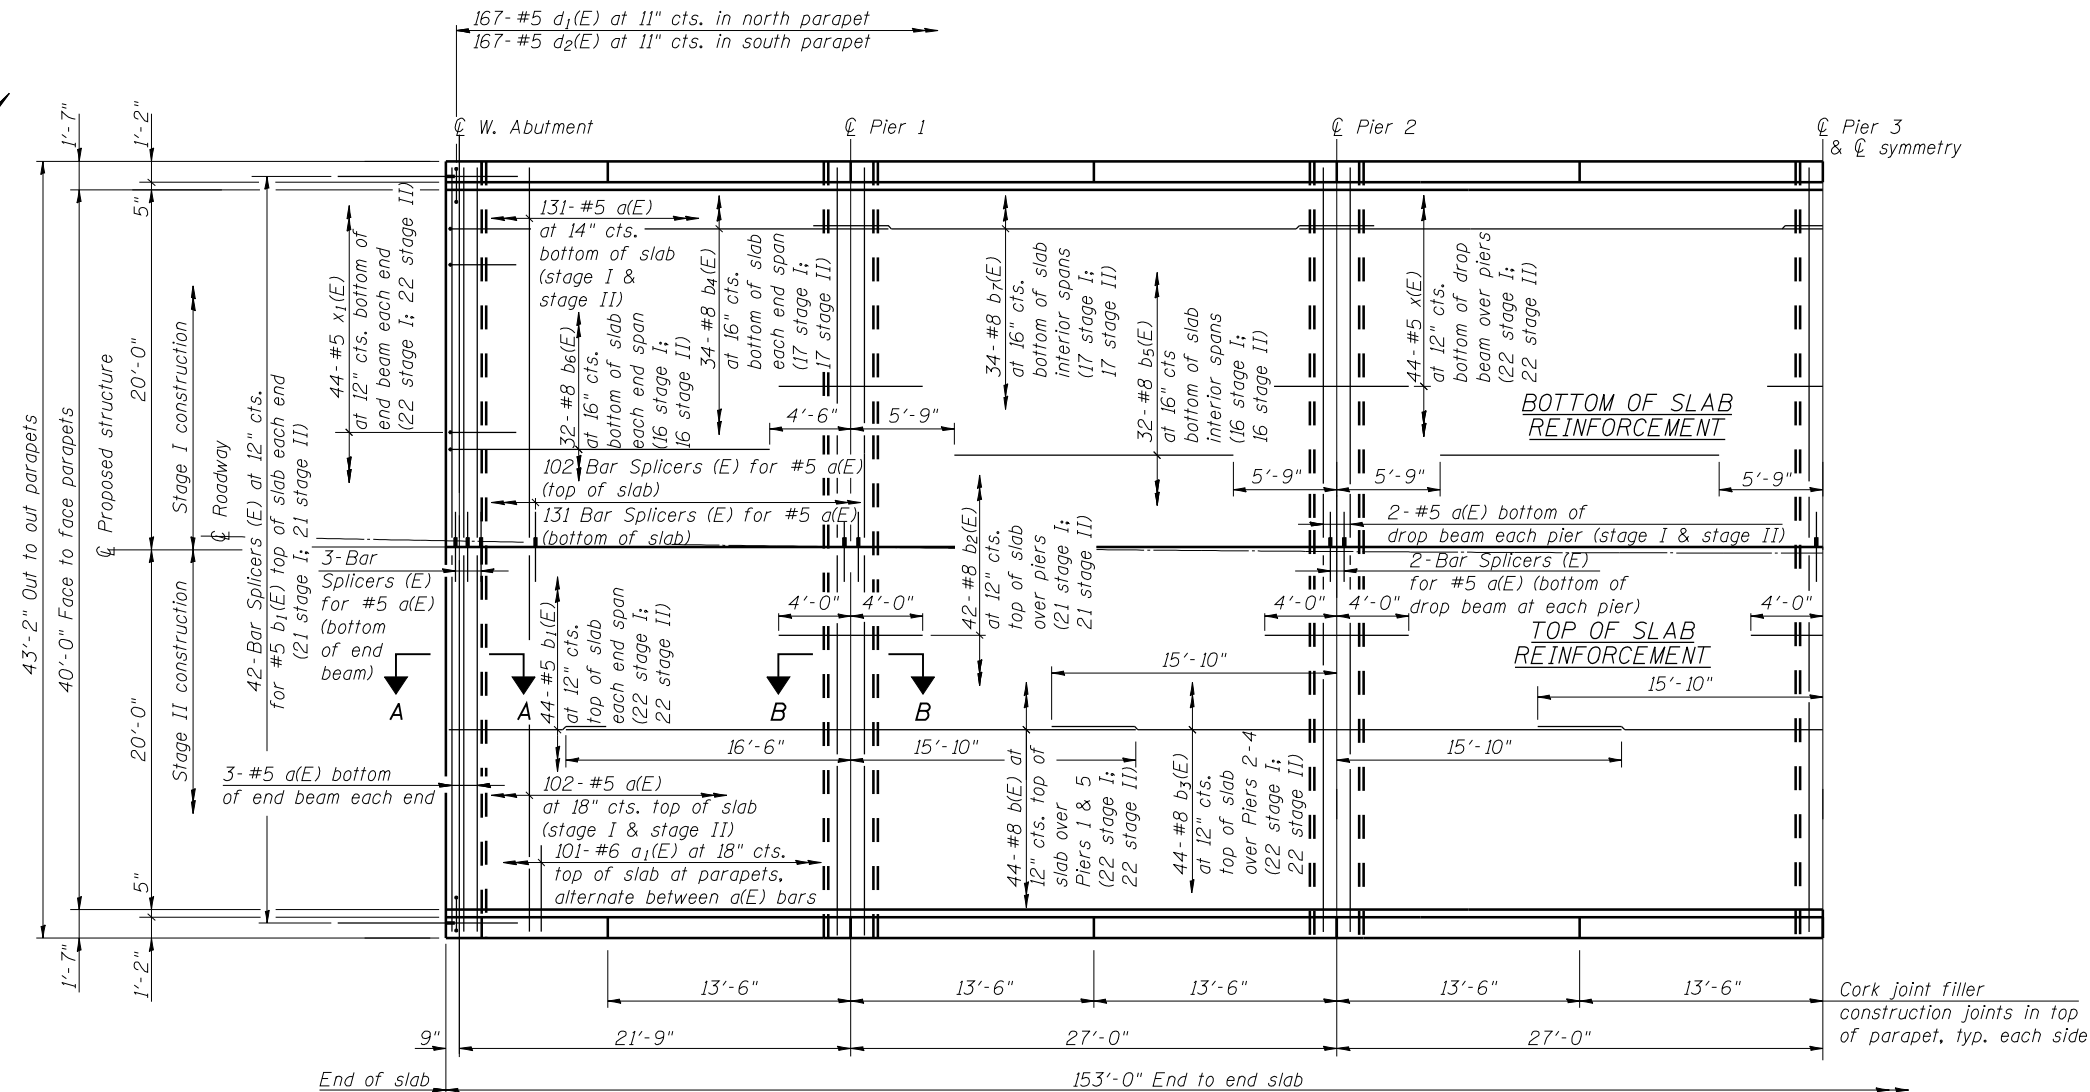 167-#5 d1(E) at 11" cts. in north parapet
167-#5 d2(E) at 11" cts. in south parapet
℄ W. Abutment
℄ Pier 1
℄ Pier 2
℄ Pier 3
& ℄ symmetry
1'-7"
1'-2"
5"
43'-2" Out to out parapets
40'-0" Face to face parapets
℄ Proposed structure
20'-0"
Stage I construction
℄ Roadway
20'-0"
Stage II construction
5"
1'-7"
1'-2"
42-Bar Splicers (E) at 12" cts.
for #5 b1(E) top of slab each end
(21 stage I; 21 stage II)
44-#5 x1(E)
at 12" cts. bottom of
end beam each end
(22 stage I; 22 stage II)
131-#5 a(E)
at 14" cts.
bottom of slab
(stage I &
stage II)
32-#8 b6(E)
at 16" cts.
bottom of slab
each end span
(16 stage I;
16 stage II)
34-#8 b4(E)
at 16" cts.
bottom of slab
each end span
(17 stage I;
17 stage II)
34-#8 b7(E)
at 16" cts.
bottom of slab
interior spans
(17 stage I;
17 stage II)
32-#8 b5(E)
at 16" cts
bottom of slab
interior spans
(16 stage I;
16 stage II)
44-#5 x(E)
at 12" cts.
bottom of drop
beam over piers
(22 stage I;
22 stage II)
BOTTOM OF SLAB
REINFORCEMENT
4'-6"
5'-9"
5'-9"
5'-9"
5'-9"
102 Bar Splicers (E) for #5 a(E)
(top of slab)
131 Bar Splicers (E) for #5 a(E)
(bottom of slab)
2-#5 a(E) bottom of
drop beam each pier (stage I & stage II)
2-Bar Splicers (E)
for #5 a(E) (bottom of
drop beam at each pier)
3-Bar
Splicers (E)
for #5 a(E)
(bottom
of end
beam)
44-#5 b1(E)
at 12" cts.
top of slab
each end span
(22 stage I;
22 stage II)
42-#8 b2(E)
at 12" cts.
top of slab
over piers
(21 stage I;
21 stage II)
4'-0"
4'-0"
4'-0"
4'-0"
4'-0"
TOP OF SLAB
REINFORCEMENT
A
A
B
B
15'-10"
15'-10"
16'-6"
15'-10"
15'-10"
3-#5 a(E) bottom
of end beam each end
102-#5 a(E)
at 18" cts. top of slab
(stage I & stage II)
101-#6 a1(E) at 18" cts.
top of slab at parapets,
alternate between a(E) bars
44-#8 b(E) at
12" cts. top of
slab over
Piers 1 & 5
(22 stage I;
22 stage II)
44-#8 b3(E)
at 12" cts.
top of slab
over Piers 2-4
(22 stage I;
22 stage II)
13'-6"
13'-6"
13'-6"
13'-6"
13'-6"
Cork joint filler
construction joints in top
of parapet, typ. each side
9"
21'-9"
27'-0"
27'-0"
End of slab
153'-0" End to end slab